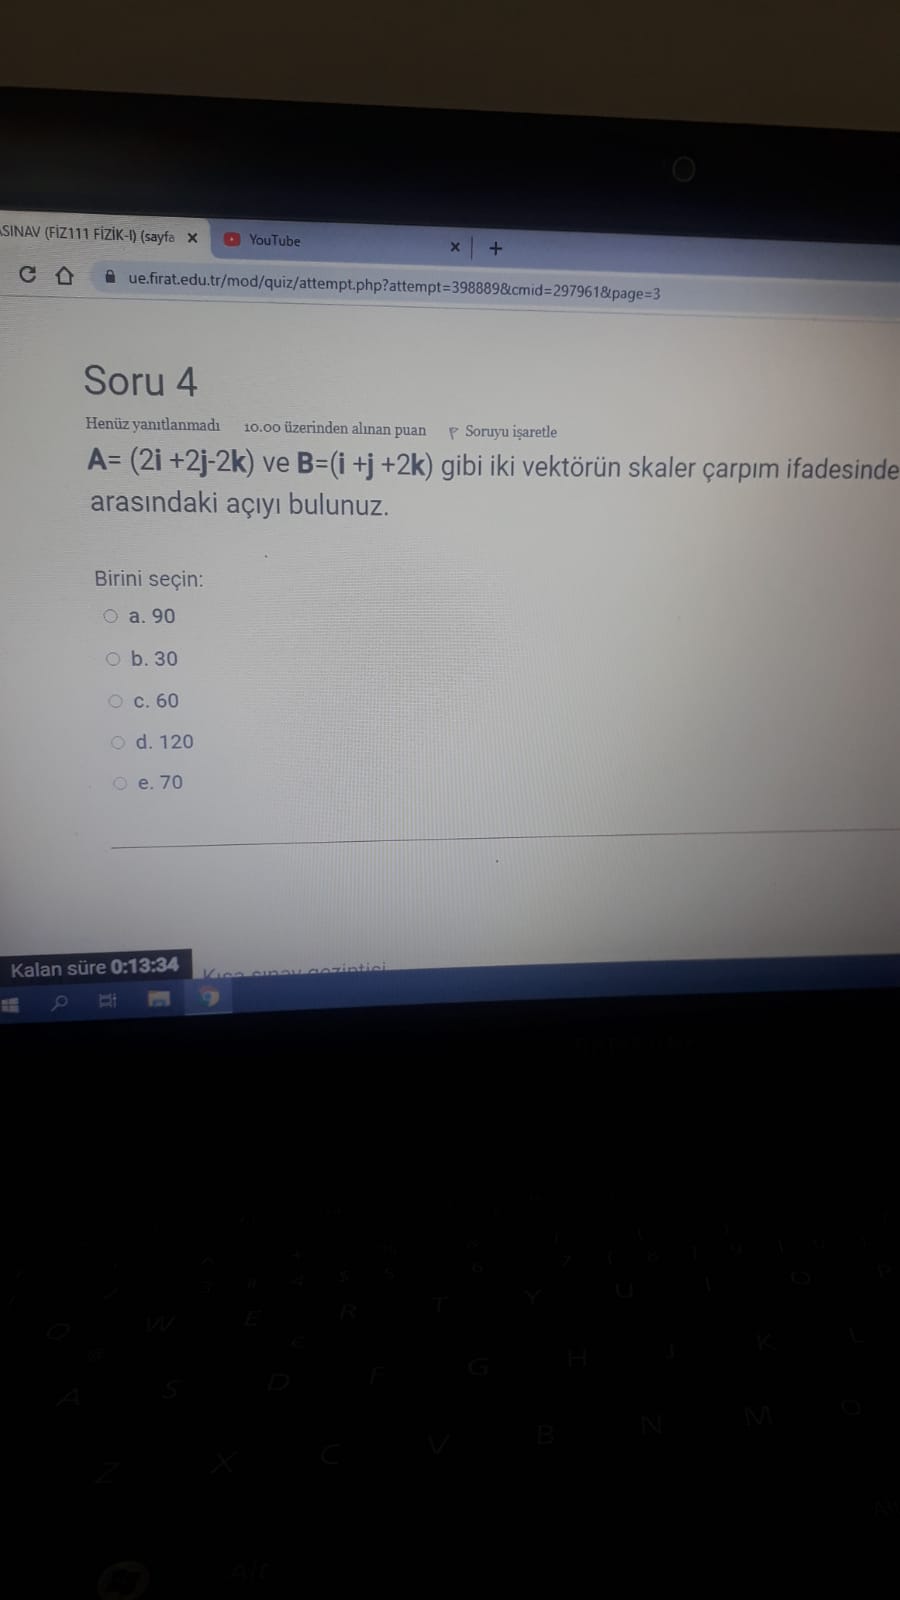 SINAV (FİZ111 FİZİK-I) (sayfa
YouTube
ue.firat.edu.tr/mod/quiz/attempt.php?attempt=398889&cmid=297961&page=3
Soru 4
Henüz yanıtlanmadı 10.00 üzerinden alınan puan Soruyu işaretle
A= (2i +2j-2k) ve B=(i +j +2k) gibi iki vektörün skaler çarpım ifadesinde
arasındaki açıyı bulunuz.
Birini seçin:
a. 90
b. 30
c. 60
d. 120
e. 70
Kalan süre 0:13:34
Kısa sınav gezintisi
W E R T Y U I O P
A S D F G H J K L
Z X C V B N M